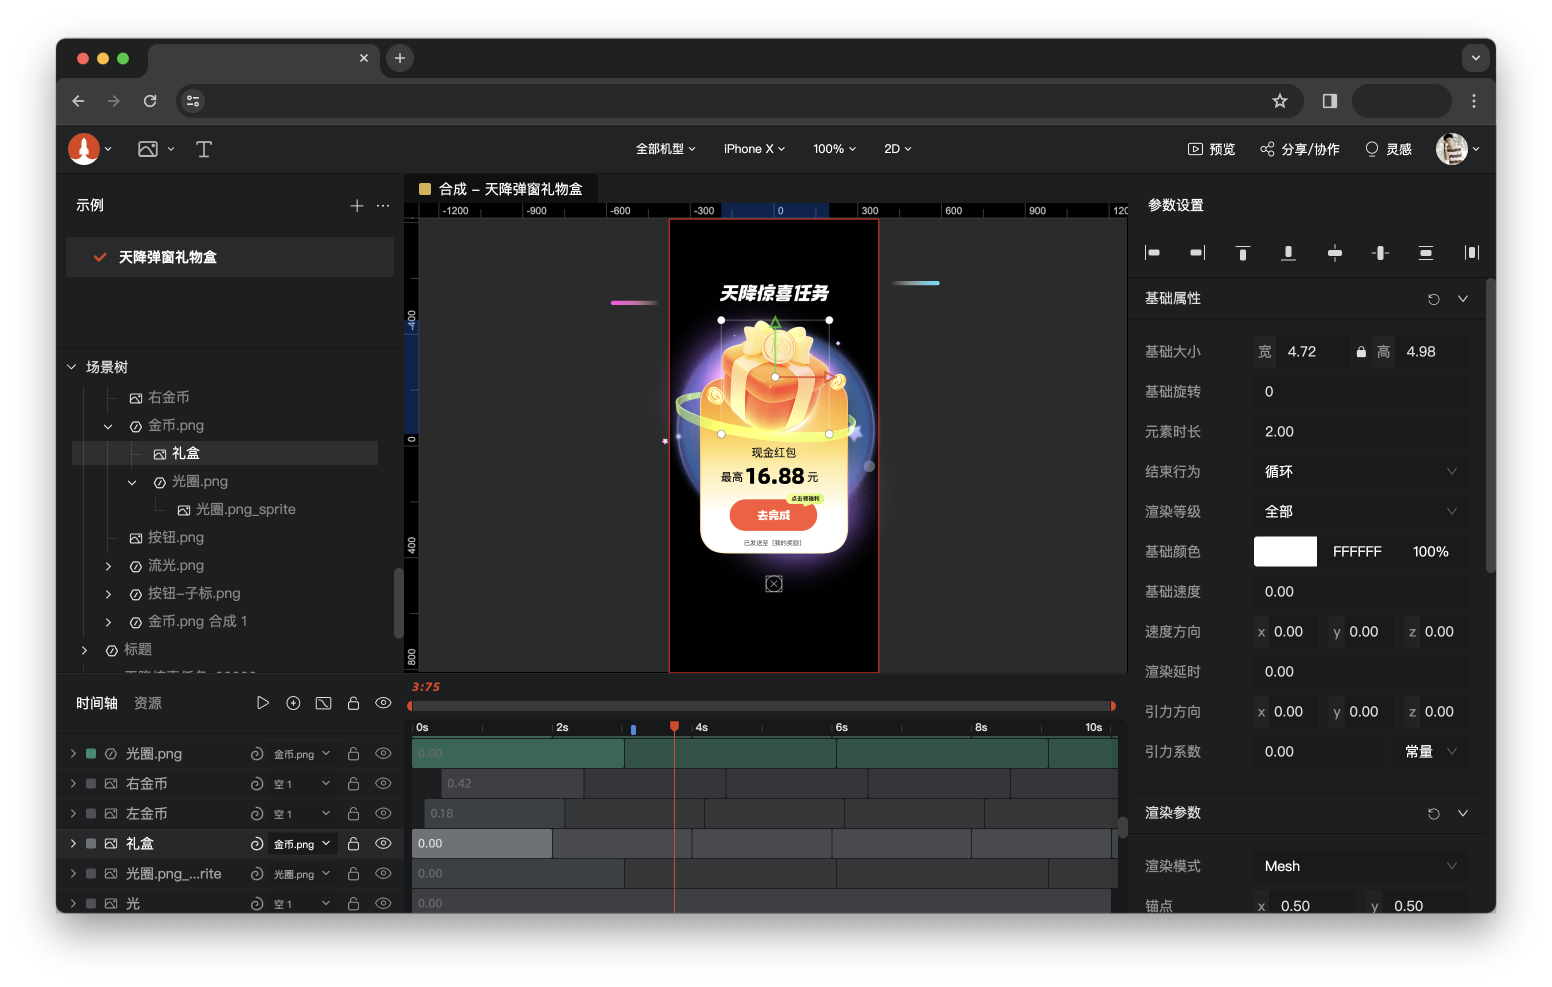 全部机型
iPhone X
100%
2D
预览
分享/协作
灵感
示例
天降弹窗礼物盒
场景树
右金币
金币.png
礼盒
光圈.png
光圈.png_sprite
按钮.png
流光.png
按钮-子标.png
金币.png 合成 1
标题
合成 - 天降弹窗礼物盒
-1200
-900
-600
-300
0
300
600
900
120
-400
0
400
800
天降惊喜任务
现金红包
最高16.88元
点击领福利
去完成
已发送至【我的奖励】
参数设置
基础属性
基础大小 宽 4.72 高 4.98
基础旋转 0
元素时长 2.00
结束行为 循环
渲染等级 全部
基础颜色 FFFFFF 100%
基础速度 0.00
速度方向 x 0.00 y 0.00 z 0.00
渲染延时 0.00
引力方向 x 0.00 y 0.00 z 0.00
引力系数 0.00 常量
渲染参数
渲染模式 Mesh
锚点 x 0.50 y 0.50
时间轴 资源
3:75
0s 2s 4s 6s 8s 10s
光圈.png 金币.png 0.00
右金币 空 1 0.42
左金币 空 1 0.18
礼盒 金币.png 0.00
光圈.png_...rite 光圈.png 0.00
光 空 1 0.00